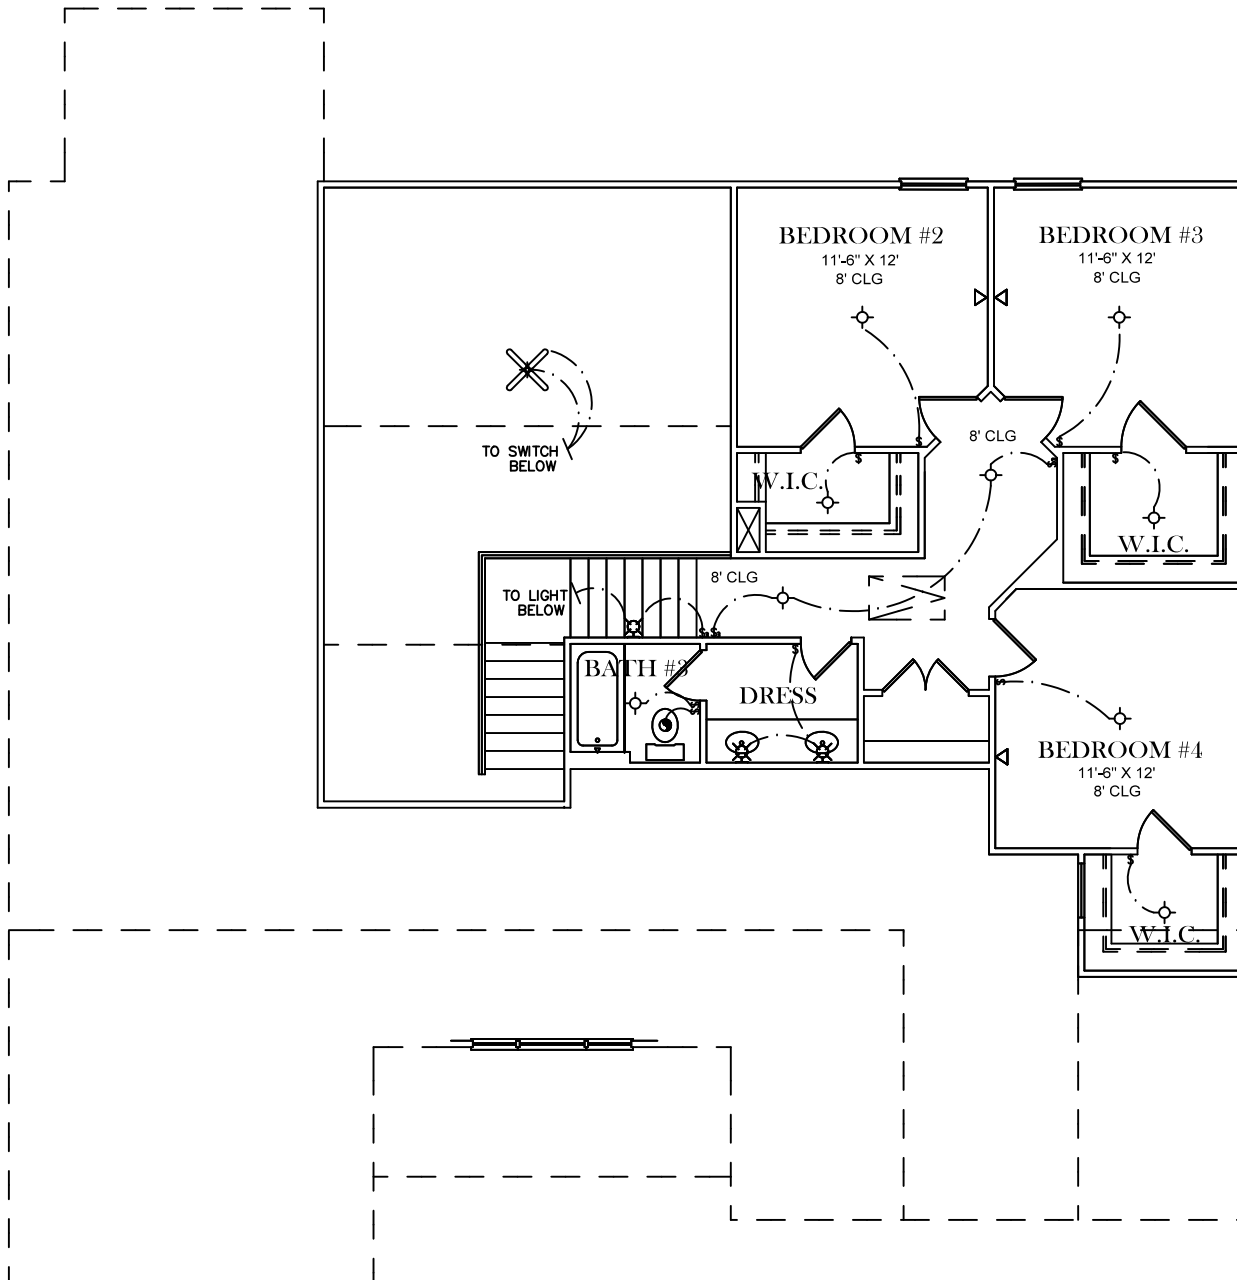 BEDROOM #2
11'-6" X 12'
8' CLG
BEDROOM #3
11'-6" X 12'
8' CLG
TO SWITCH
BELOW
8' CLG
W.I.C.
W.I.C.
8' CLG
TO LIGHT
BELOW
BATH #3
DRESS
BEDROOM #4
11'-6" X 12'
8' CLG
W.I.C.